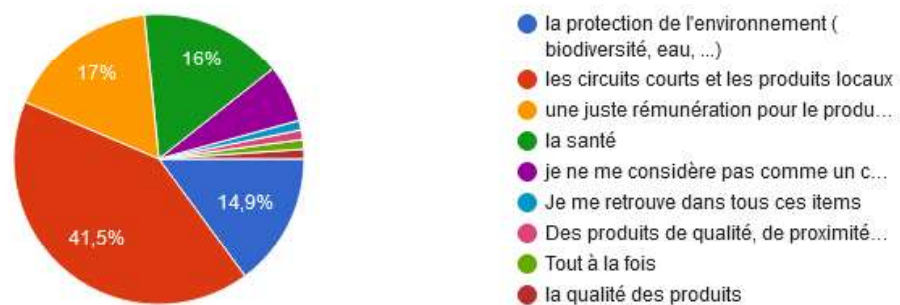 17%
16%
14,9%
41,5%
la protection de l'environnement (
biodiversité, eau, ...)
les circuits courts et les produits locaux
une juste rémunération pour le produ...
la santé
je ne me considère pas comme un c...
Je me retrouve dans tous ces items
Des produits de qualité, de proximité...
Tout à la fois
la qualité des produits